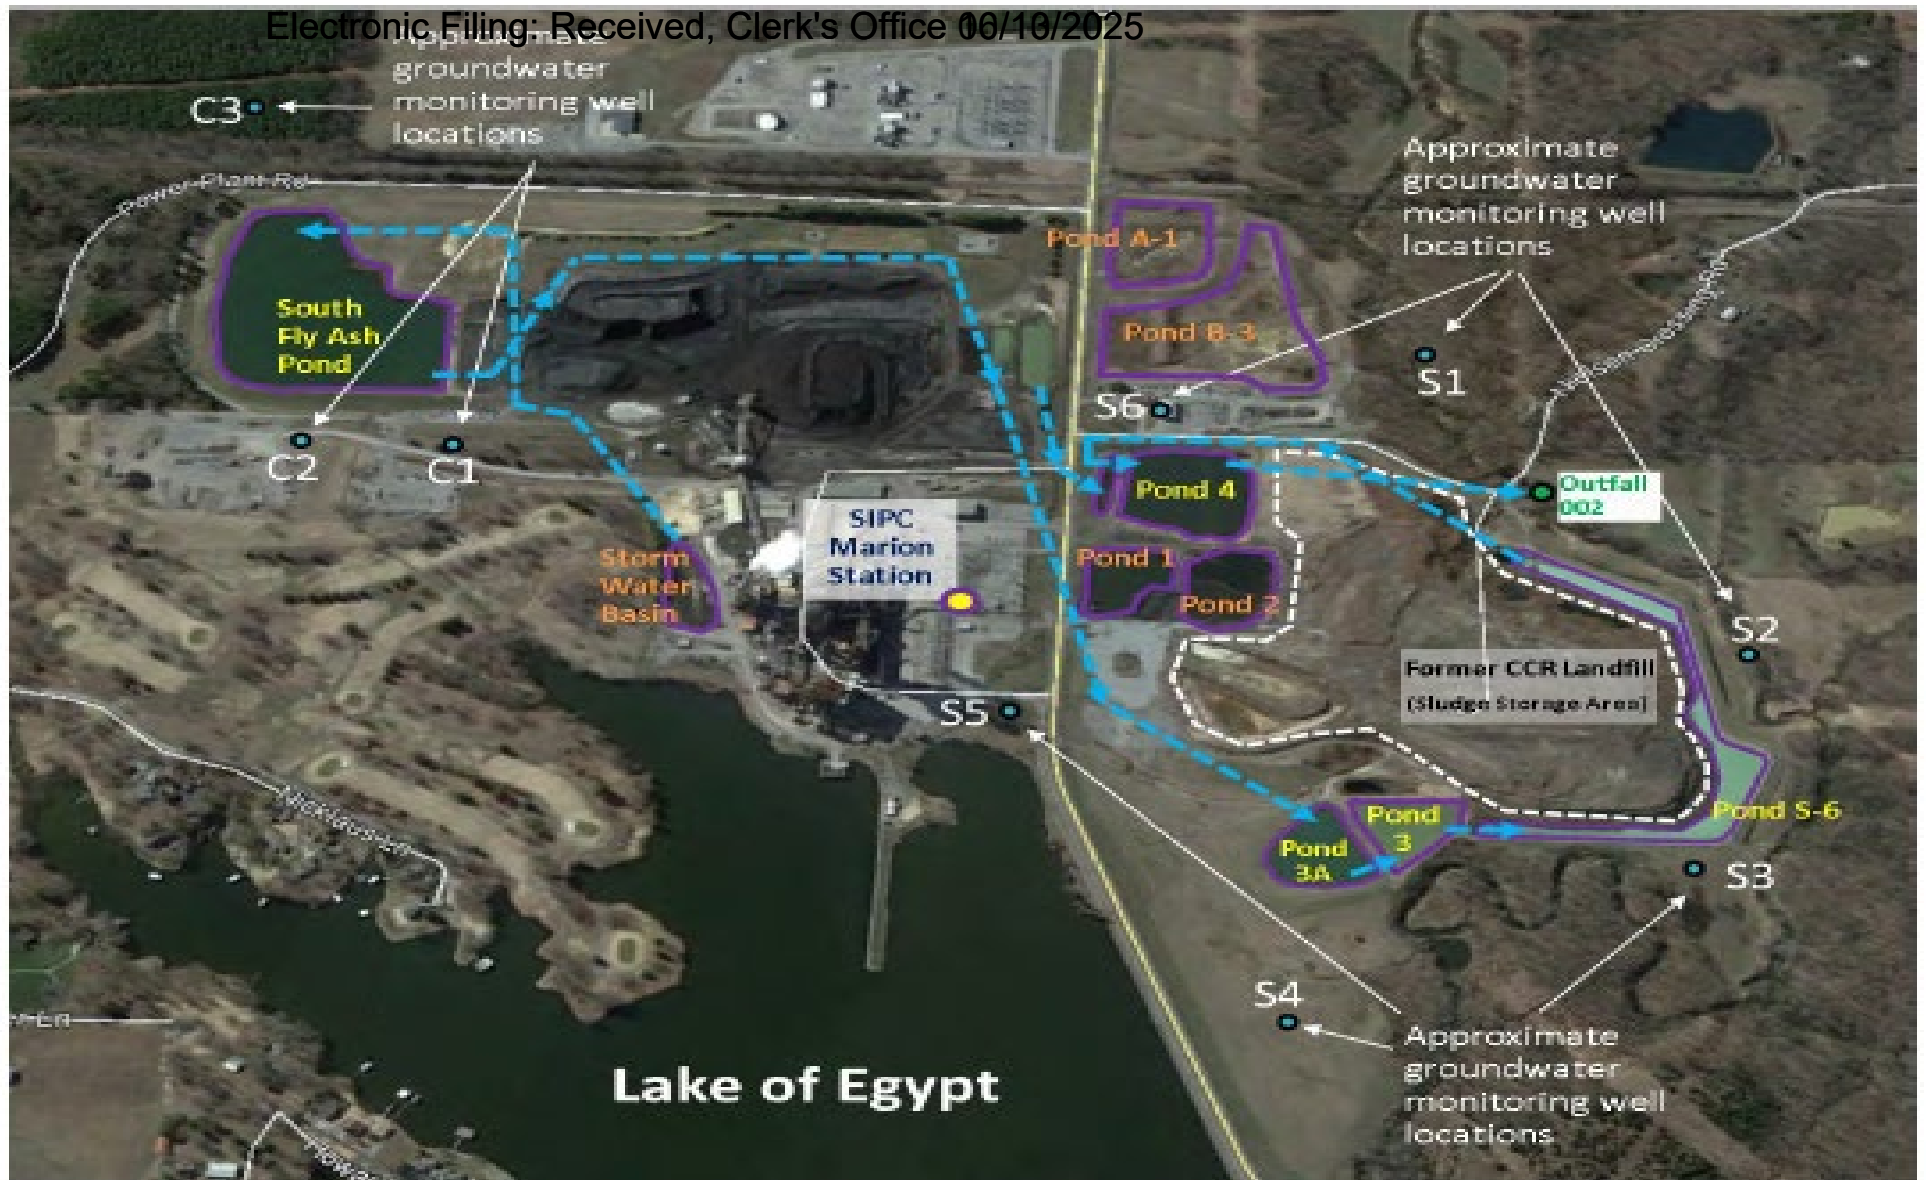 Electronic Filing: Received, Clerk's Office
Approximate
groundwater
monitoring well
locations
C3
Power Plant Rd
Approximate
groundwater
monitoring well
locations
Pond A-1
South
Fly Ash
Pond
Pond B-3
S1
S6
C2
C1
Pond 4
Outfall
002
SIPC
Marion
Station
Storm
Water
Basin
Pond 1
Pond 2
S2
Former CCR Landfill
(Sludge Storage Area)
S5
Nicklaus Ln
Pond
3
Pond S-6
Pond
3A
S3
S4
Approximate
groundwater
monitoring well
locations
Lake of Egypt